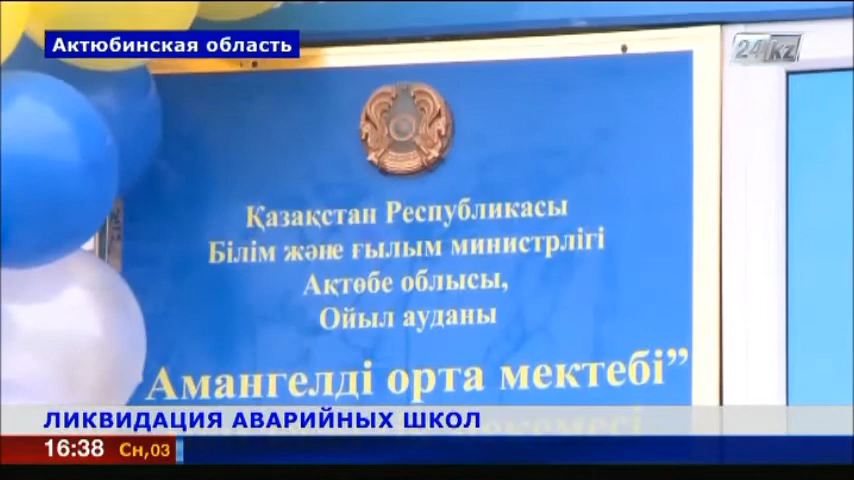 Актюбинская область
24kz
Қазақстан Республикасы
Білім және ғылым министрлігі
Ақтөбе облысы,
Ойыл ауданы
Амангелді орта мектебі”
ЛИКВИДАЦИЯ АВАРИЙНЫХ ШКОЛ
16:38 Сн,03